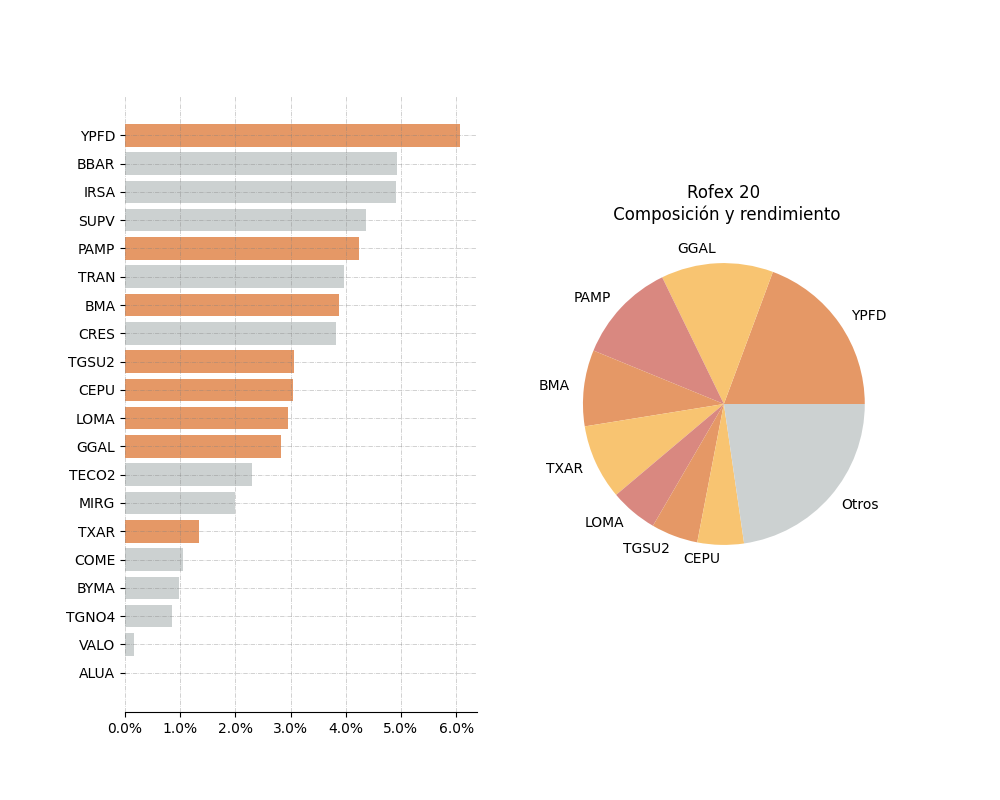 YPFD
BBAR
IRSA
SUPV
PAMP
TRAN
BMA
CRES
TGSU2
CEPU
LOMA
GGAL
TECO2
MIRG
TXAR
COME
BYMA
TGNO4
VALO
ALUA
0.0% 1.0% 2.0% 3.0% 4.0% 5.0% 6.0%
Rofex 20
Composición y rendimiento
GGAL
YPFD
PAMP
BMA
TXAR
LOMA
TGSU2
CEPU
Otros